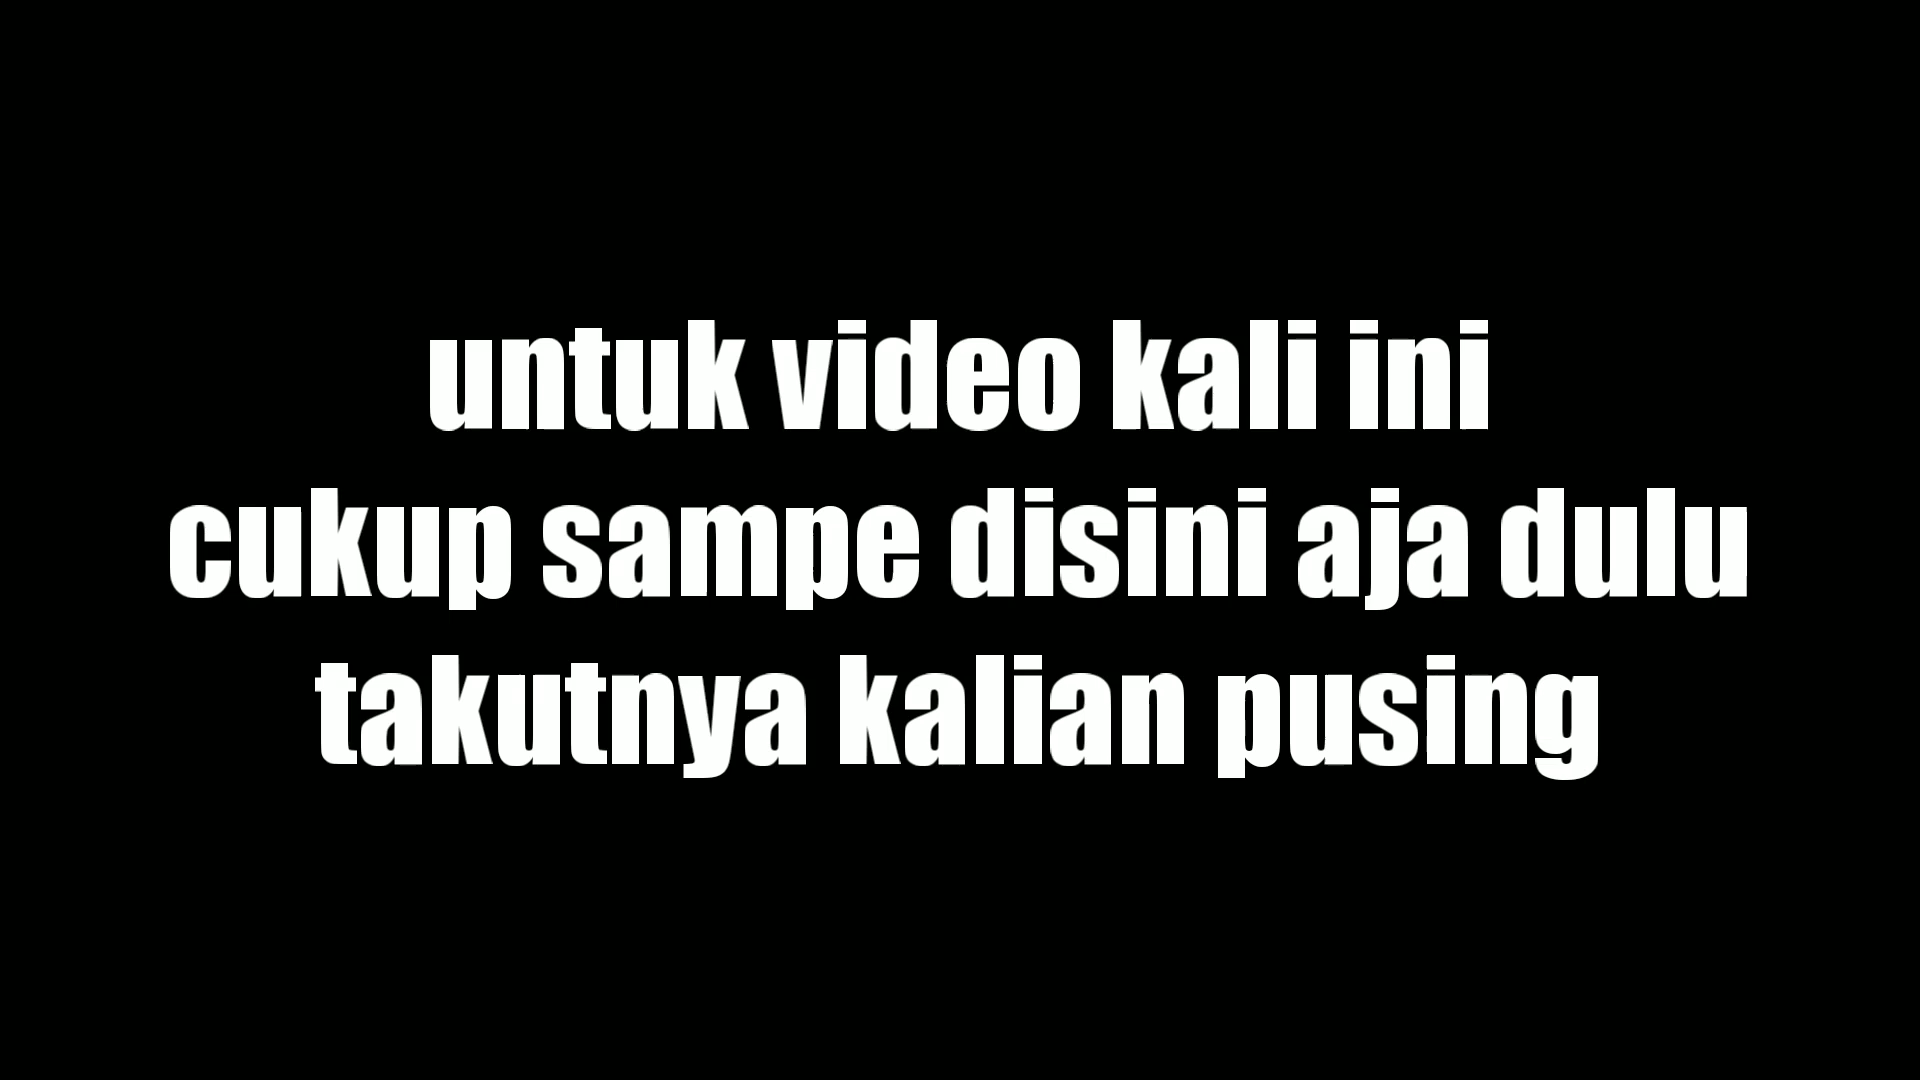 untuk video kali ini
cukup sampe disini aja dulu
takutnya kalian pusing